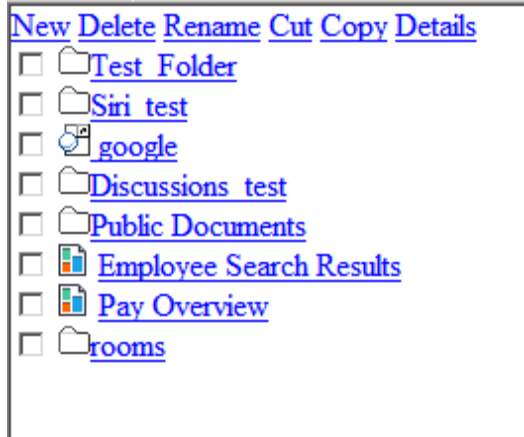 New Delete Rename Cut Copy Details
Test_Folder
Siri_test
google
Discussions_test
Public Documents
Employee Search Results
Pay Overview
rooms